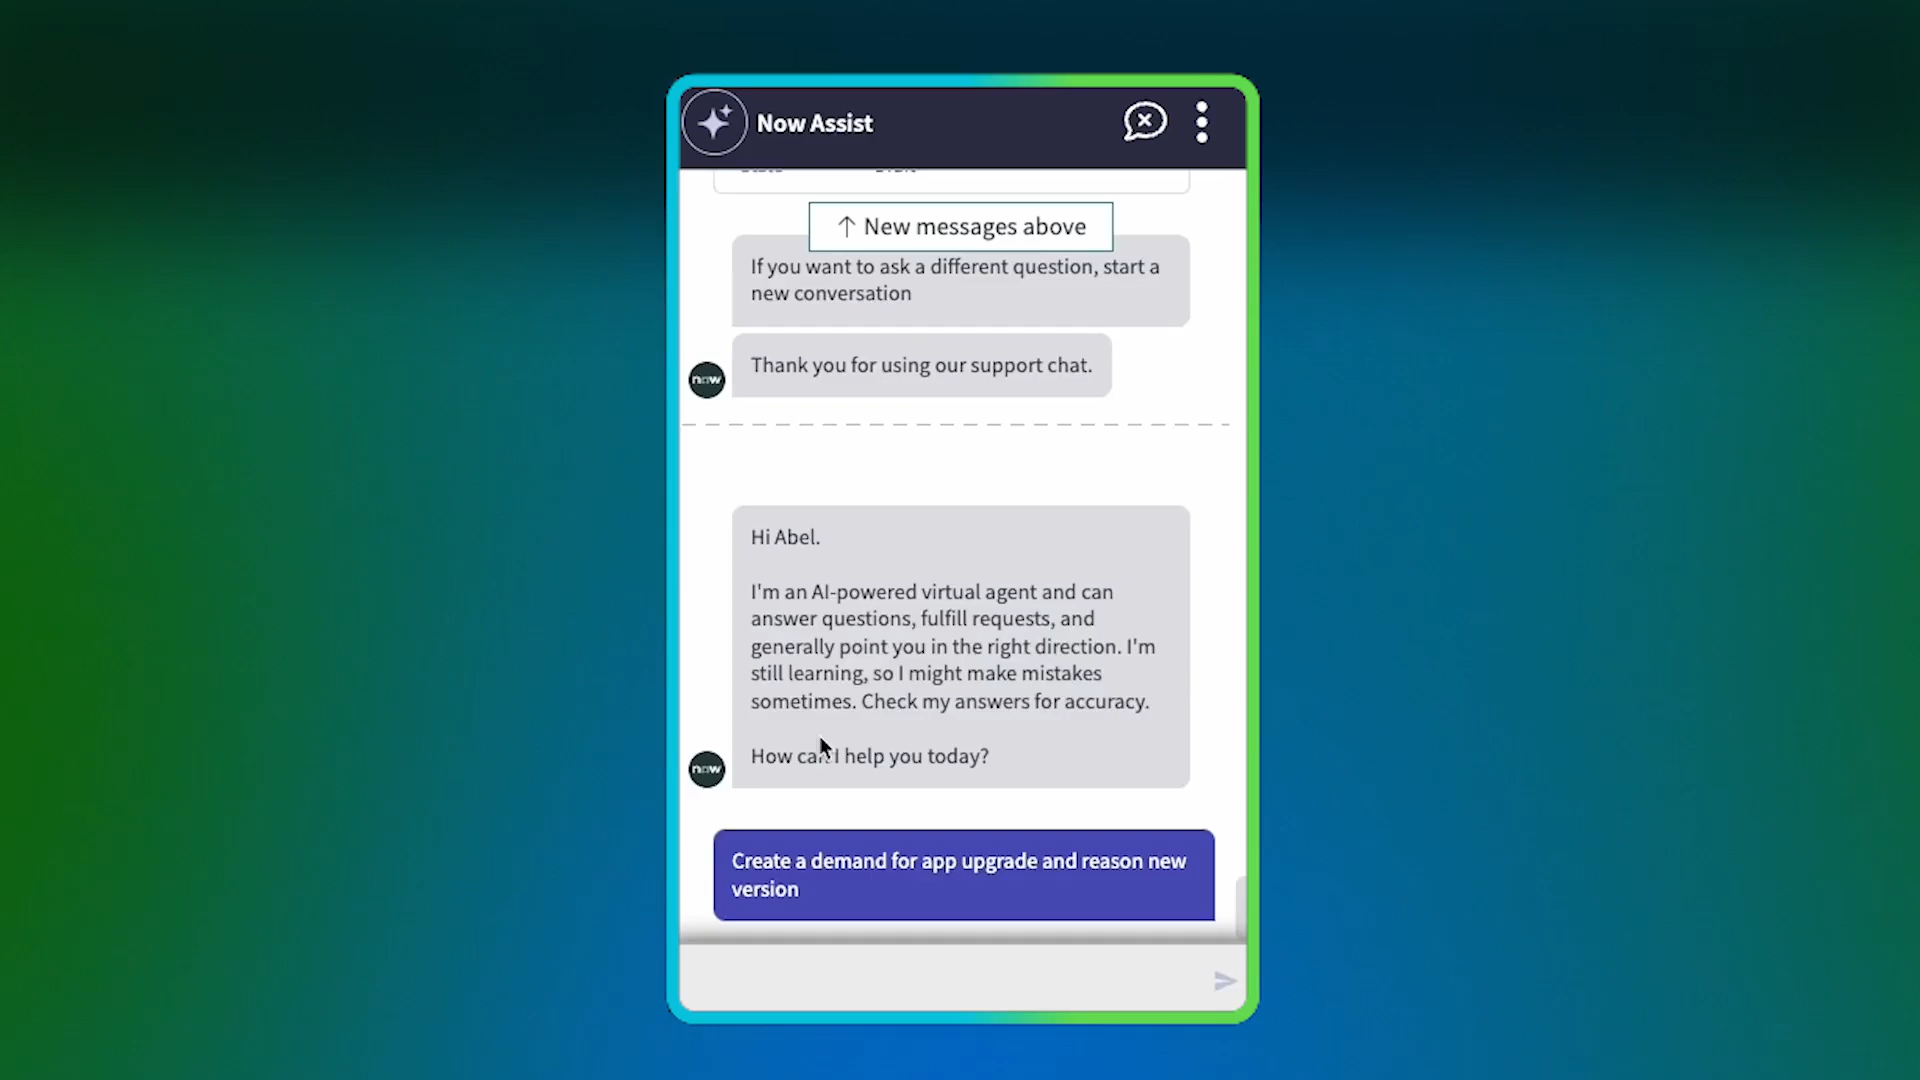 Now Assist
↑ New messages above
If you want to ask a different question, start a
new conversation
Thank you for using our support chat.
now
Hi Abel.
I'm an AI-powered virtual agent and can
answer questions, fulfill requests, and
generally point you in the right direction. I'm
still learning, so I might make mistakes
sometimes. Check my answers for accuracy.
How can I help you today?
now
Create a demand for app upgrade and reason new
version